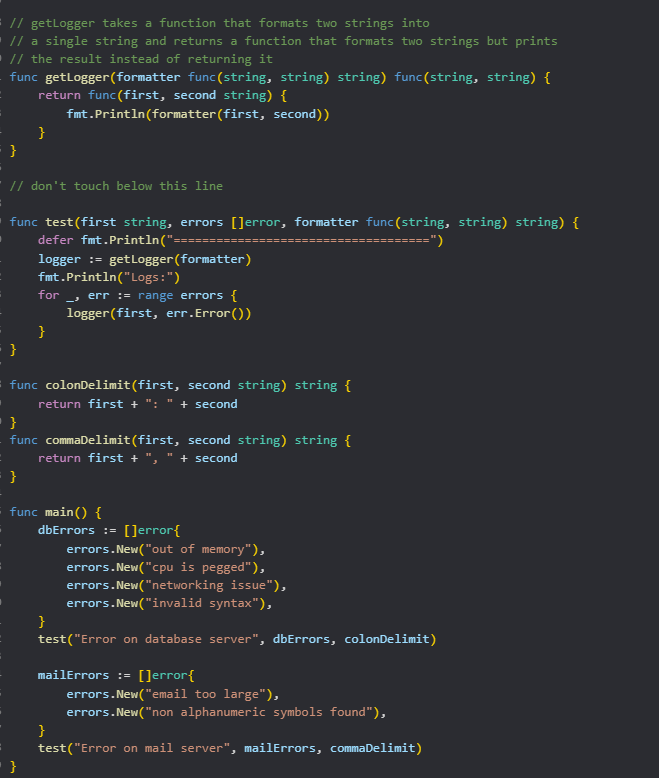 // getLogger takes a function that formats two strings into
// a single string and returns a function that formats two strings but prints
// the result instead of returning it
func getLogger(formatter func(string, string) string) func(string, string) {
    return func(first, second string) {
        fmt.Println(formatter(first, second))
    }
}

// don't touch below this line

func test(first string, errors []error, formatter func(string, string) string) {
    defer fmt.Println("====================================")
    logger := getLogger(formatter)
    fmt.Println("Logs:")
    for _, err := range errors {
        logger(first, err.Error())
    }
}

func colonDelimit(first, second string) string {
    return first + ": " + second
}
func commaDelimit(first, second string) string {
    return first + ", " + second
}

func main() {
    dbErrors := []error{
        errors.New("out of memory"),
        errors.New("cpu is pegged"),
        errors.New("networking issue"),
        errors.New("invalid syntax"),
    }
    test("Error on database server", dbErrors, colonDelimit)

    mailErrors := []error{
        errors.New("email too large"),
        errors.New("non alphanumeric symbols found"),
    }
    test("Error on mail server", mailErrors, commaDelimit)
}